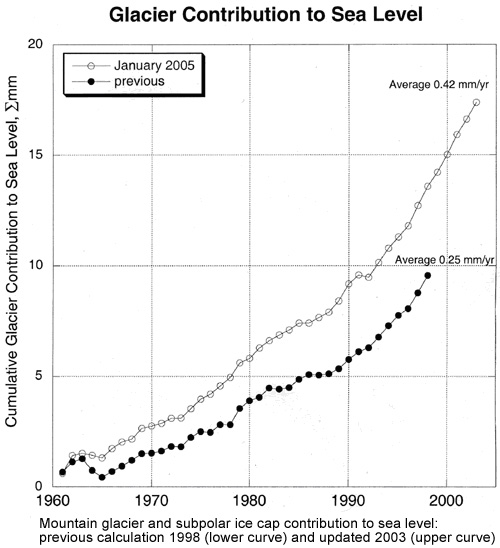 Glacier Contribution to Sea Level
Cumulative Glacier Contribution to Sea Level, ∑mm
20
15
10
5
0
January 2005
previous
Average 0.42 mm/yr
Average 0.25 mm/yr
1960
1970
1980
1990
2000
Mountain glacier and subpolar ice cap contribution to sea level:
previous calculation 1998 (lower curve) and updated 2003 (upper curve)